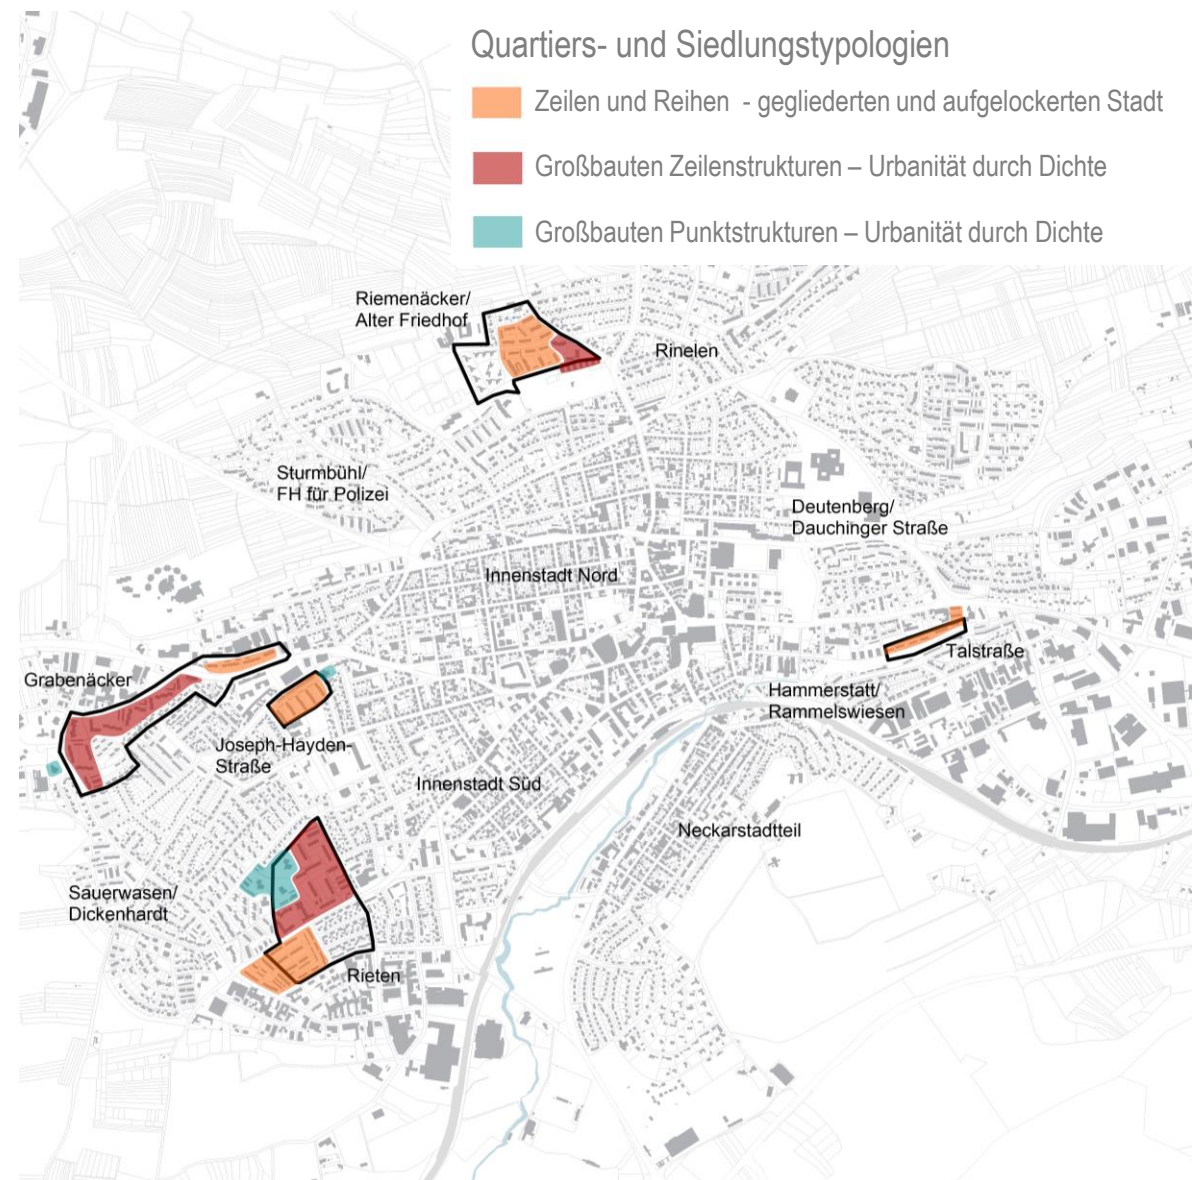 Quartiers- und Siedlungstypologien
Zeilen und Reihen - gegliederten und aufgelockerten Stadt
Großbauten Zeilenstrukturen – Urbanität durch Dichte
Großbauten Punktstrukturen – Urbanität durch Dichte
Riemenäcker/
Alter Friedhof
Rinelen
Sturmbühl/
FH für Polizei
Deutenberg/
Dauchinger Straße
Innenstadt Nord
Talstraße
Grabenäcker
Hammerstatt/
Rammelswiesen
Joseph-Hayden-
Straße
Innenstadt Süd
Neckarstadtteil
Sauerwasen/
Dickenhardt
Rieten